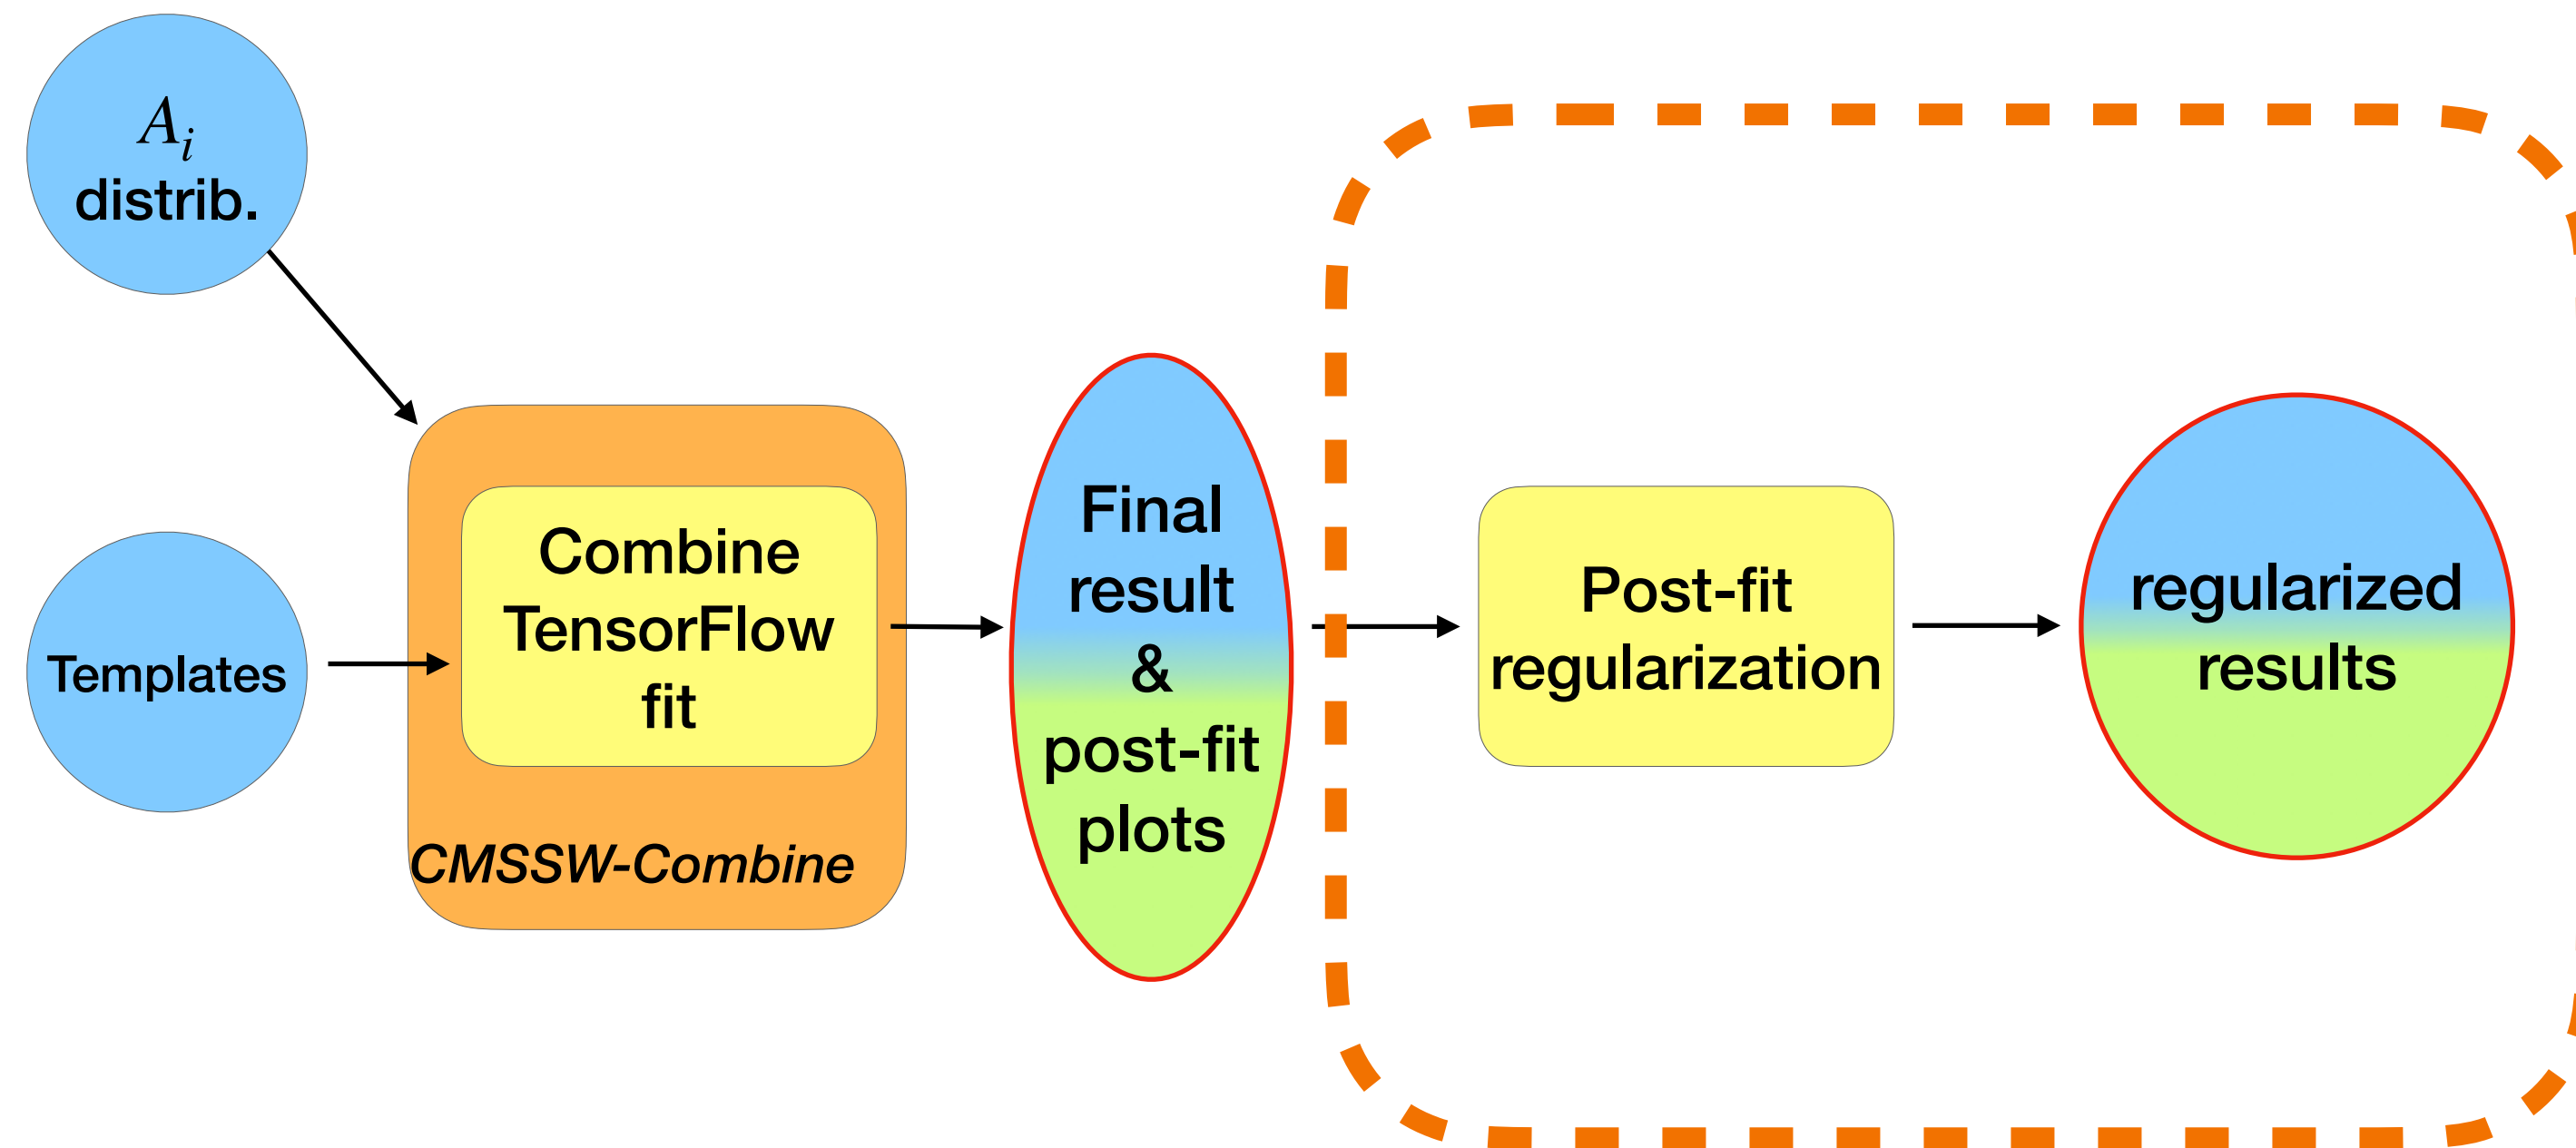 A_i
distrib.
Templates
Combine
TensorFlow
fit
CMSSW-Combine
Final
result
&
post-fit
plots
Post-fit
regularization
regularized
results